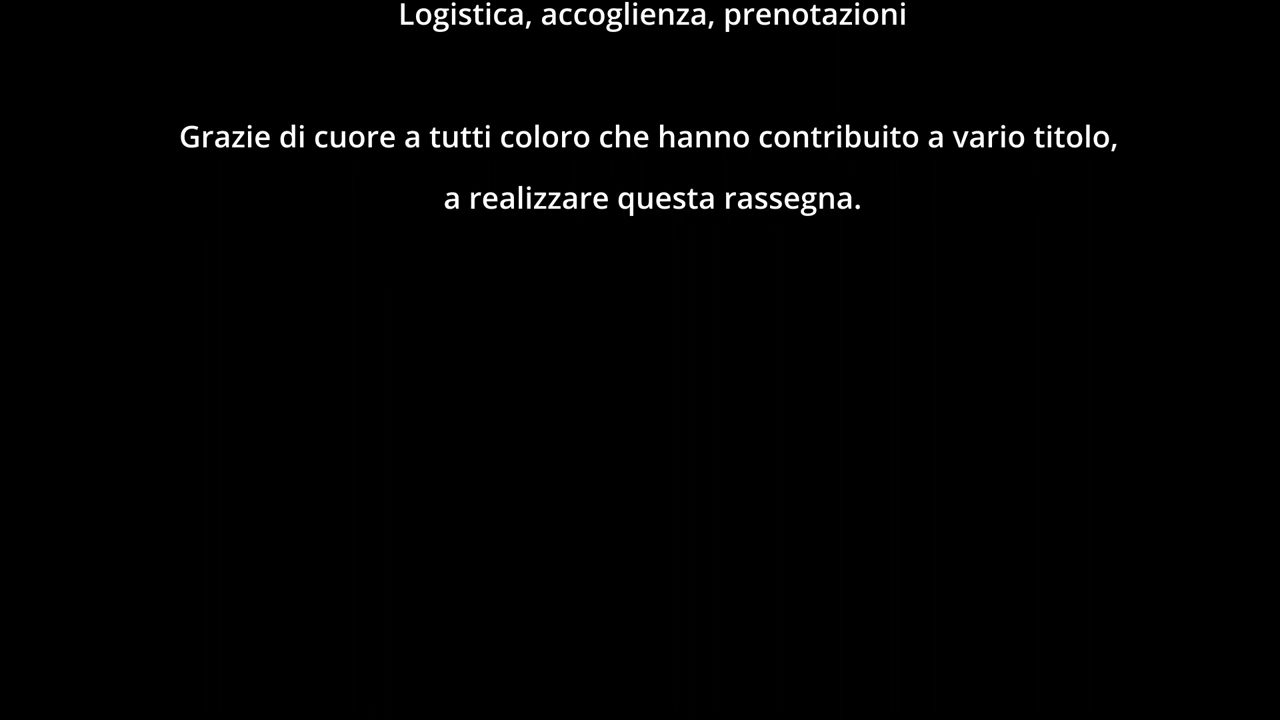 Logistica, accoglienza, prenotazioni
Grazie di cuore a tutti coloro che hanno contribuito a vario titolo,
a realizzare questa rassegna.